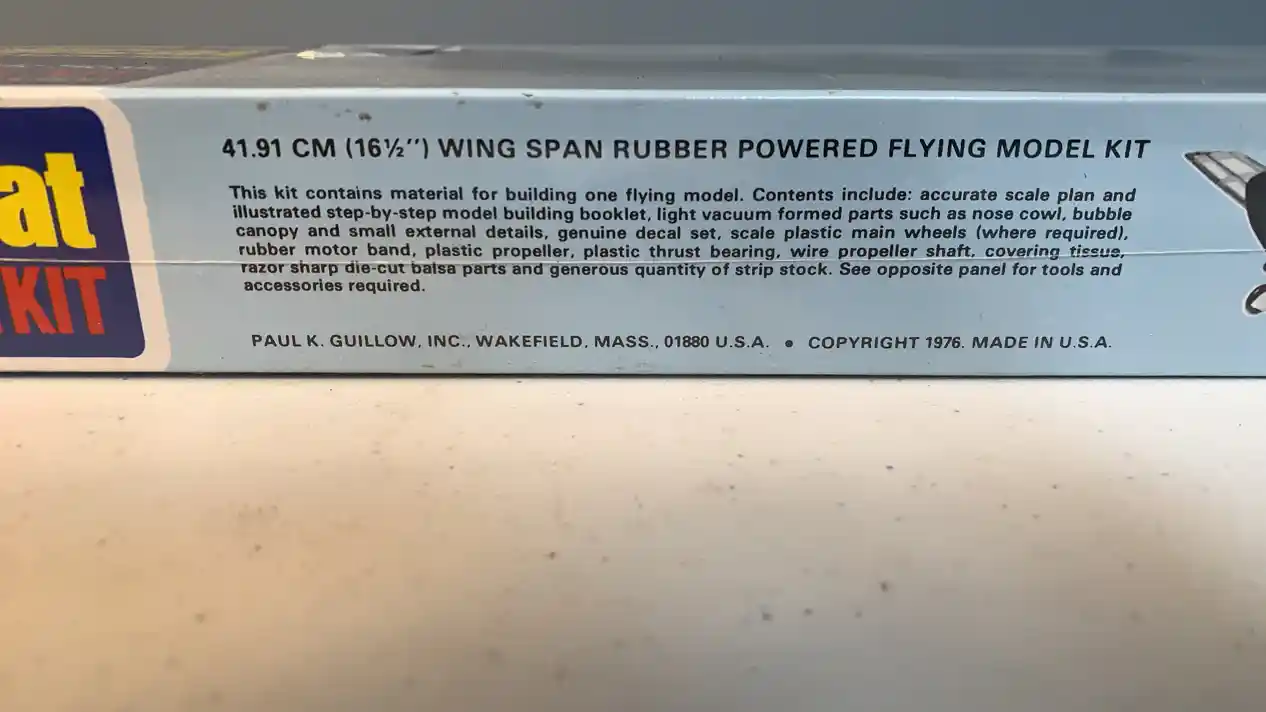 at
KIT
41.91 CM (16½'') WING SPAN RUBBER POWERED FLYING MODEL KIT
This kit contains material for building one flying model. Contents include: accurate scale plan and
illustrated step-by-step model building booklet, light vacuum formed parts such as nose cowl, bubble
canopy and small external details, genuine decal set, scale plastic main wheels (where required),
rubber motor band, plastic propeller, plastic thrust bearing, wire propeller shaft, covering tissue,
razor sharp die-cut balsa parts and generous quantity of strip stock. See opposite panel for tools and
accessories required.
PAUL K. GUILLOW, INC., WAKEFIELD, MASS., 01880 U.S.A. ● COPYRIGHT 1976. MADE IN U.S.A.